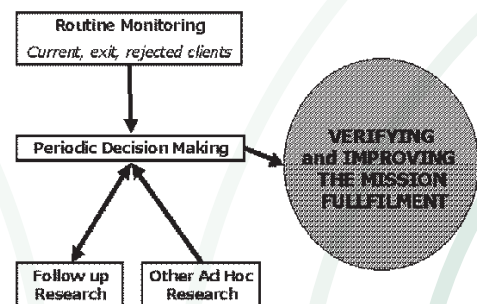 Routine Monitoring
Current, exit, rejected clients
Periodic Decision Making
VERIFYING
and IMPROVING
THE MISSION
FULLFILMENT
Follow up
Research
Other Ad Hoc
Research